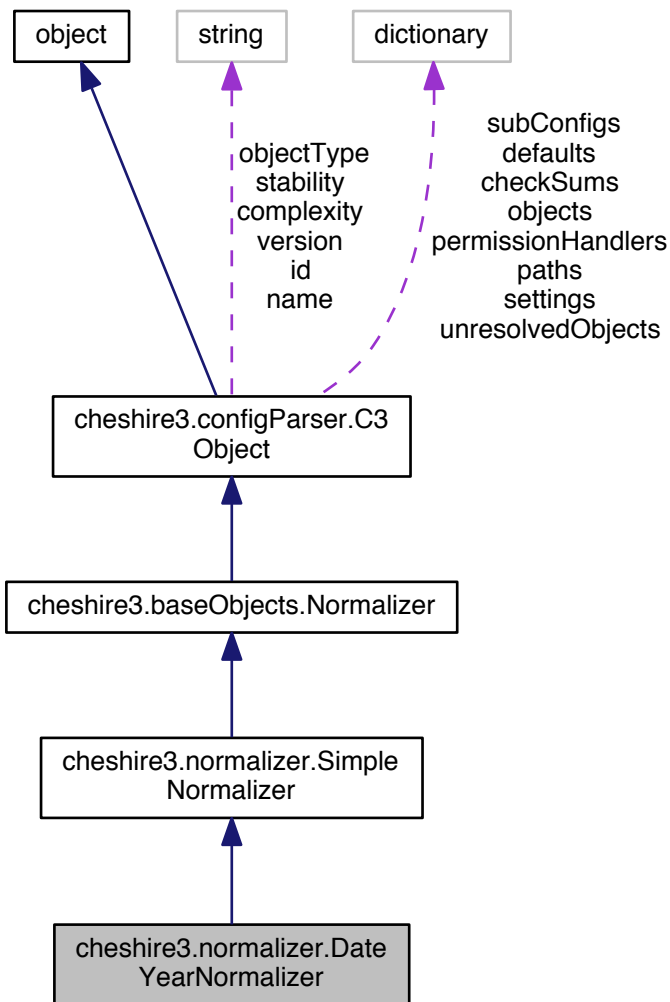 object
string
dictionary
objectType
stability
complexity
version
id
name
subConfigs
defaults
checkSums
objects
permissionHandlers
paths
settings
unresolvedObjects
cheshire3.configParser.C3
Object
cheshire3.baseObjects.Normalizer
cheshire3.normalizer.Simple
Normalizer
cheshire3.normalizer.Date
YearNormalizer